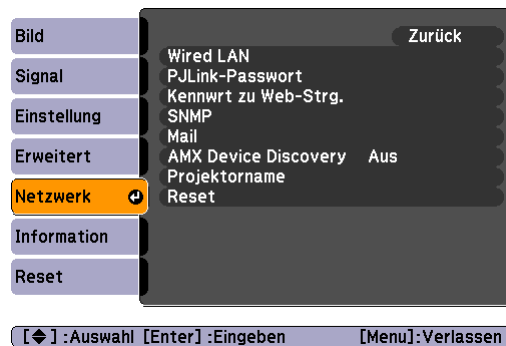 Bild
Signal
Einstellung
Erweitert
Netzwerk
Information
Reset
Zurück
Wired LAN
PJLink-Passwort
Kennwrt zu Web-Strg.
SNMP
Mail
AMX Device Discovery Aus
Projektorname
Reset
[◆] :Auswahl [Enter] :Eingeben [Menu]:Verlassen